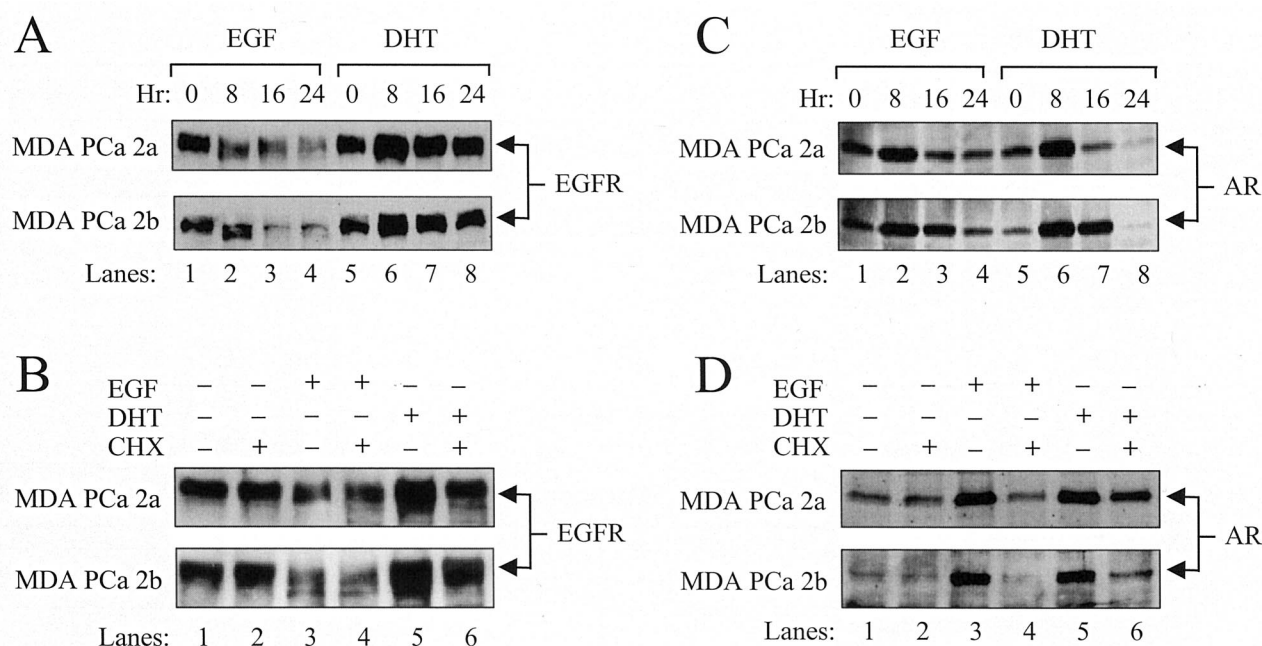 A
EGF DHT
Hr: 0 8 16 24 0 8 16 24
MDA PCa 2a
EGFR
MDA PCa 2b
Lanes: 1 2 3 4 5 6 7 8
C
EGF DHT
Hr: 0 8 16 24 0 8 16 24
MDA PCa 2a
AR
MDA PCa 2b
Lanes: 1 2 3 4 5 6 7 8
B
EGF – – + + – –
DHT – – – – + +
CHX – + – + – +
MDA PCa 2a
EGFR
MDA PCa 2b
Lanes: 1 2 3 4 5 6
D
EGF – – + + – –
DHT – – – – + +
CHX – + – + – +
MDA PCa 2a
AR
MDA PCa 2b
Lanes: 1 2 3 4 5 6